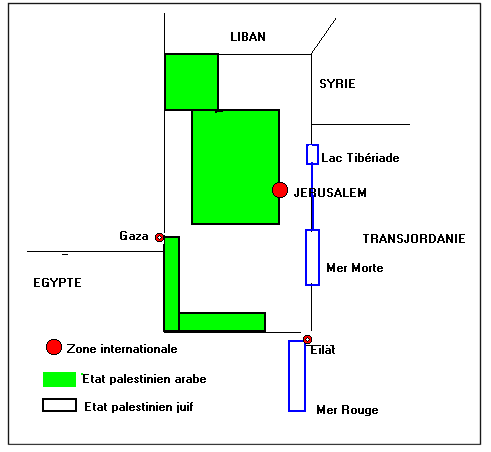 LIBAN
SYRIE
Lac Tibériade
JERUSALEM
Gaza
TRANSJORDANIE
Mer Morte
EGYPTE
Zone internationale
Eilat
Etat palestinien arabe
Etat palestinien juif
Mer Rouge